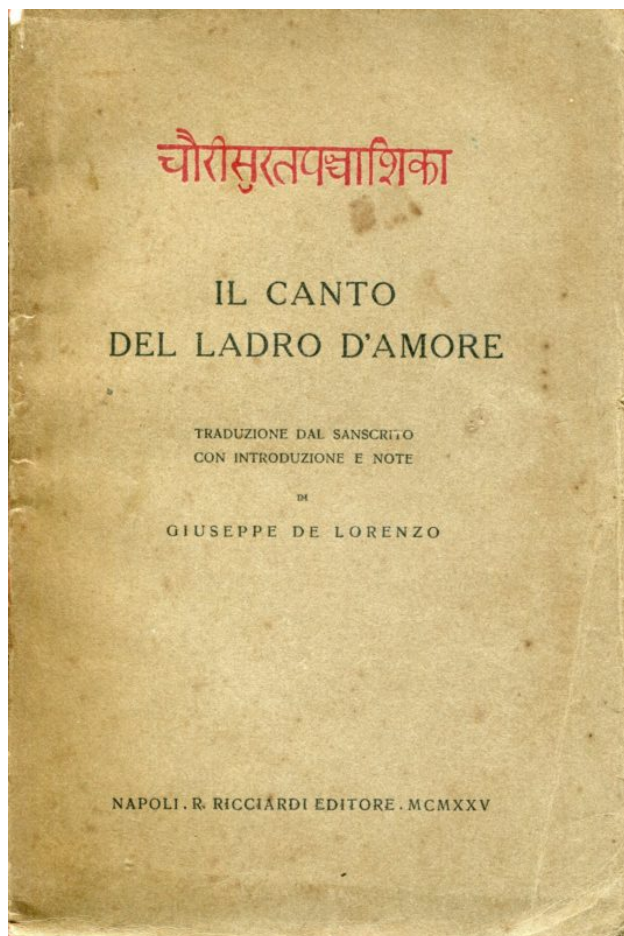 चौरीसुरतपञ्चाशिका
IL CANTO
DEL LADRO D'AMORE
TRADUZIONE DAL SANSCRITO
CON INTRODUZIONE E NOTE
DI
GIUSEPPE DE LORENZO
NAPOLI . R. RICCIARDI EDITORE . MCMXXV